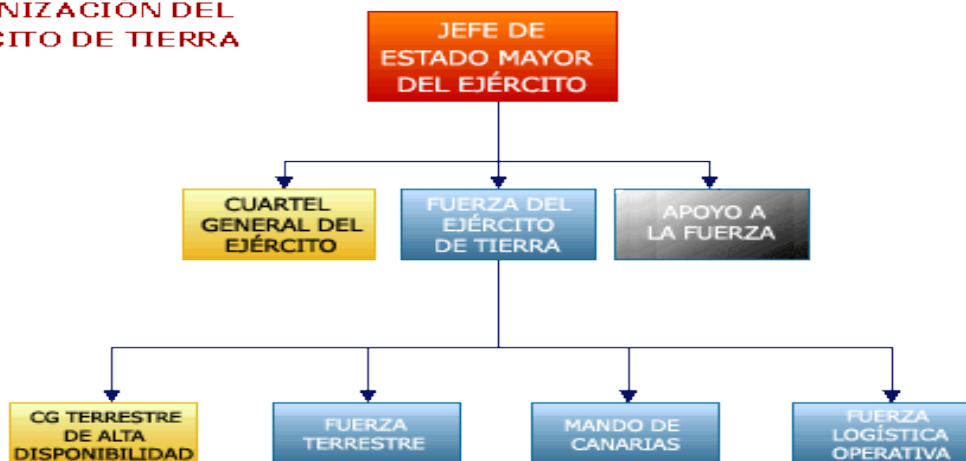 NIZACIÓN DEL
CITO DE TIERRA
JEFE DE
ESTADO MAYOR
DEL EJÉRCITO
CUARTEL
GENERAL DEL
EJÉRCITO
FUERZA DEL
EJÉRCITO
DE TIERRA
APOYO A
LA FUERZA
CG TERRESTRE
DE ALTA
DISPONIBILIDAD
FUERZA
TERRESTRE
MANDO DE
CANARIAS
FUERZA
LOGÍSTICA
OPERATIVA